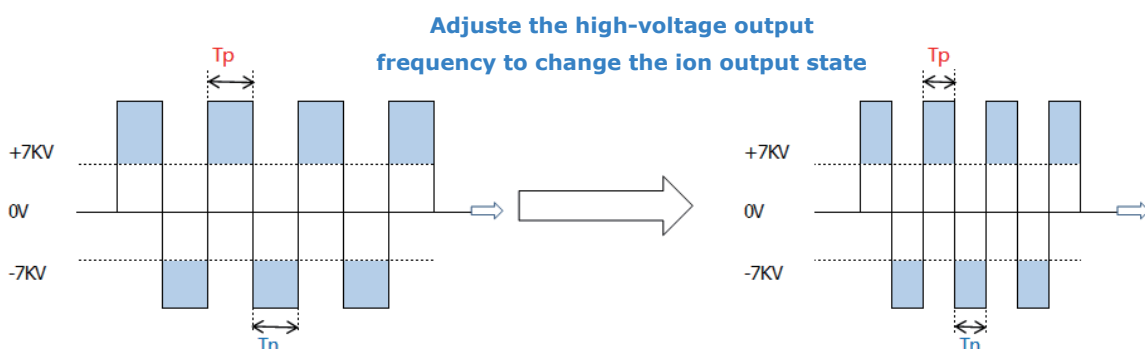 Adjuste the high-voltage output
frequency to change the ion output state
Tp
+7KV
0V
-7KV
Tn
Tp
+7KV
0V
-7KV
Tn